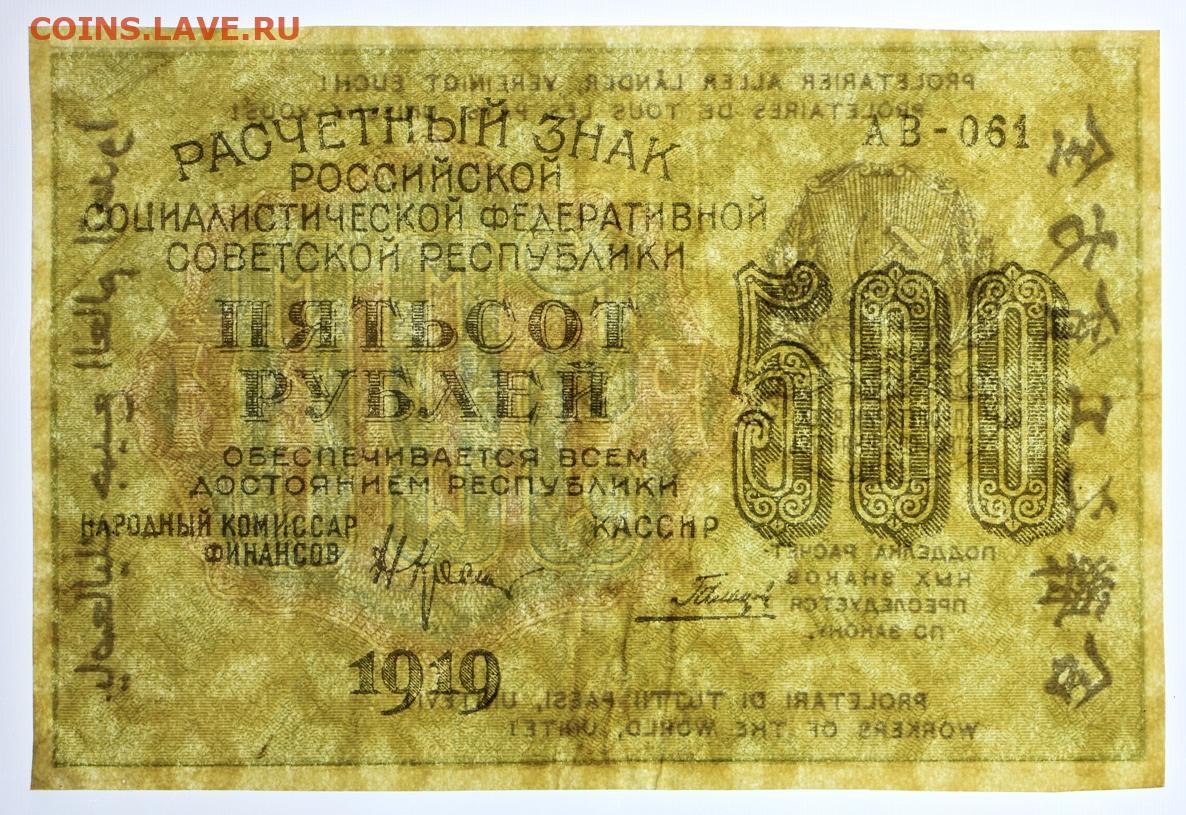 COINS.LAVE.RU
PROLETARIER ALLER LÄNDER, VEREINIGT EUCH!
PROLÉTAIRES DE TOUS LES PAYS, UNISSEZ-VOUS!
РАСЧЕТНЫЙ ЗНАК
АВ-061
РОССИЙСКОЙ
СОЦИАЛИСТИЧЕСКОЙ ФЕДЕРАТИВНОЙ
СОВЕТСКОЙ РЕСПУБЛИКИ
ПЯТЬСОТ
РУБЛЕЙ
500
ОБЕСПЕЧИВАЕТСЯ ВСЕМ
ДОСТОЯНИЕМ РЕСПУБЛИКИ
НАРОДНЫЙ КОМИССАР
ФИНАНСОВ
КАССИР
ПОДДЕЛКА РАСЧЕТ-
НЫХ ЗНАКОВ
ПРЕСЛЕДУЕТСЯ
ПО ЗАКОНУ.
1919
PROLETARI DI TUTTI I PAESI, UNITEVI!
WORKERS OF THE WORLD, UNITE!